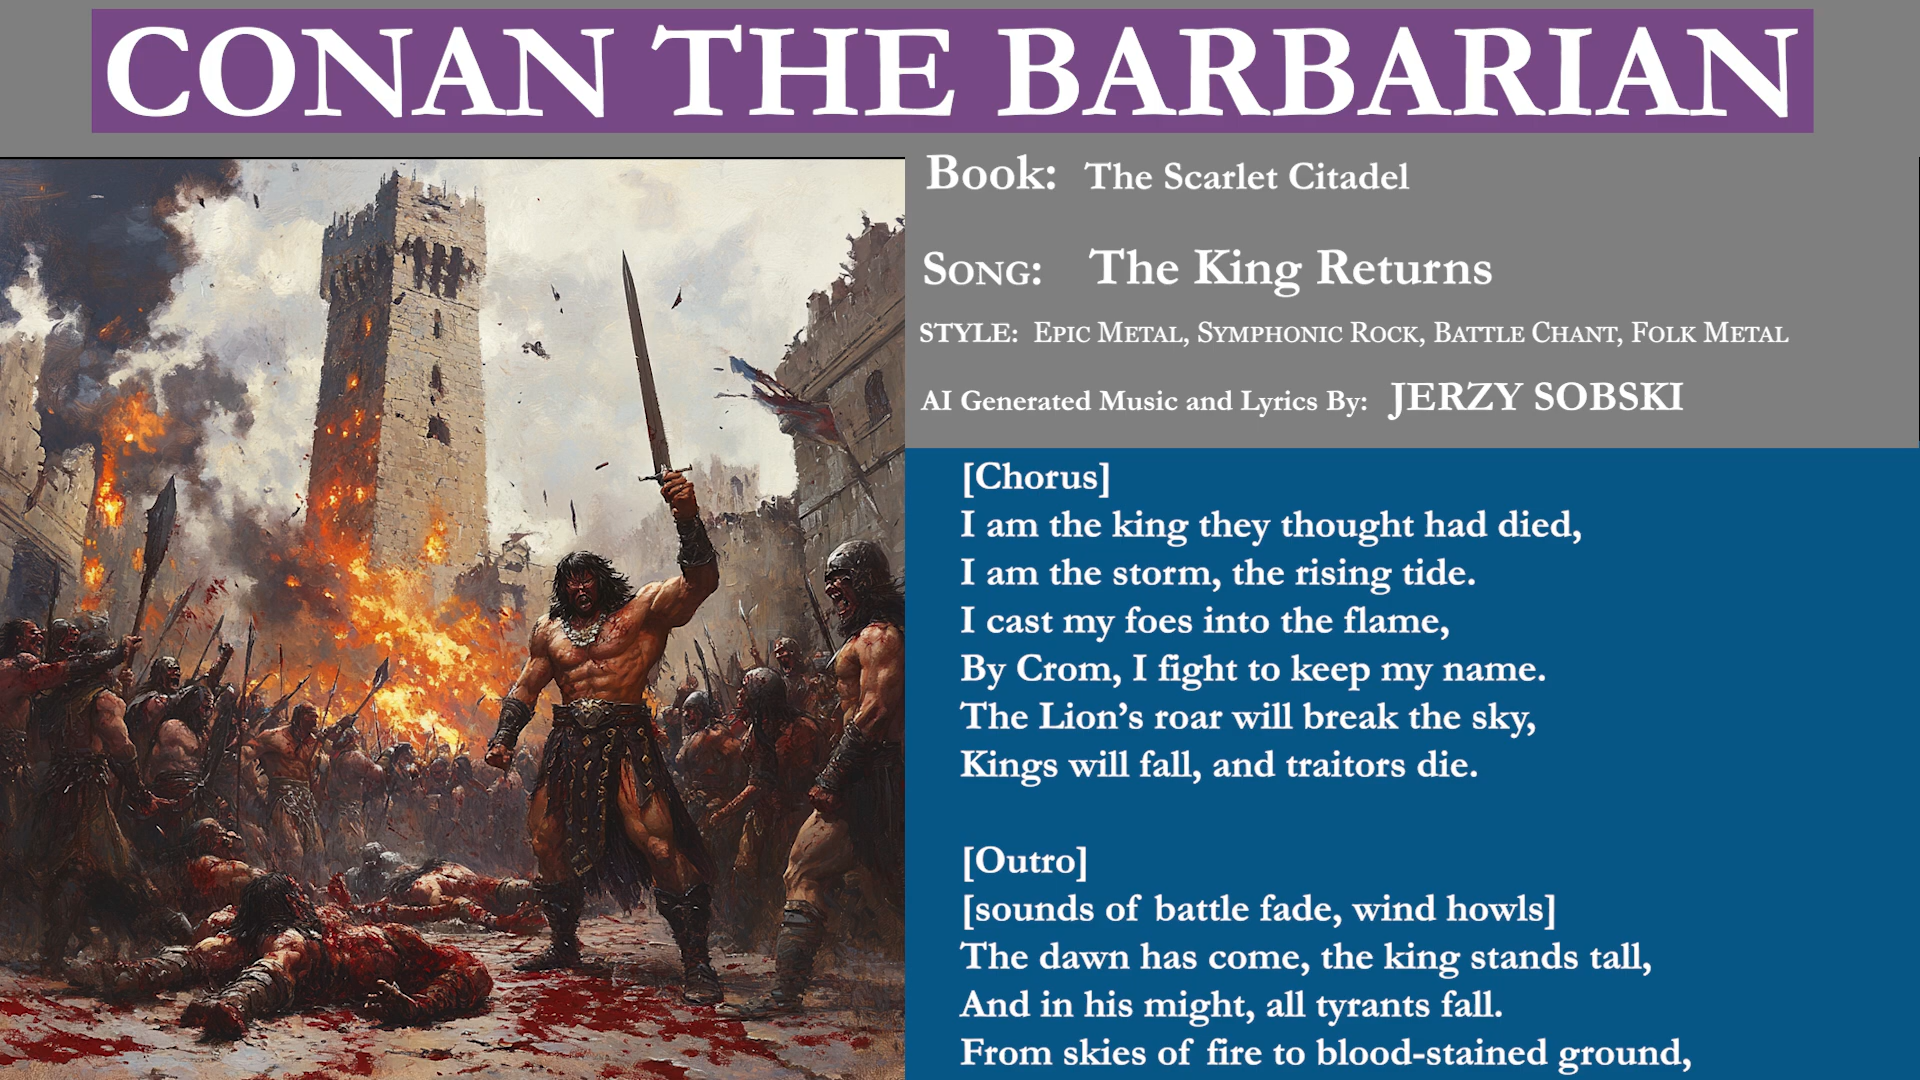 CONAN THE BARBARIAN
Book: The Scarlet Citadel
SONG: The King Returns
STYLE: EPIC METAL, SYMPHONIC ROCK, BATTLE CHANT, FOLK METAL
AI Generated Music and Lyrics By: JERZY SOBSKI
[Chorus]
I am the king they thought had died,
I am the storm, the rising tide.
I cast my foes into the flame,
By Crom, I fight to keep my name.
The Lion’s roar will break the sky,
Kings will fall, and traitors die.
[Outro]
[sounds of battle fade, wind howls]
The dawn has come, the king stands tall,
And in his might, all tyrants fall.
From skies of fire to blood-stained ground,